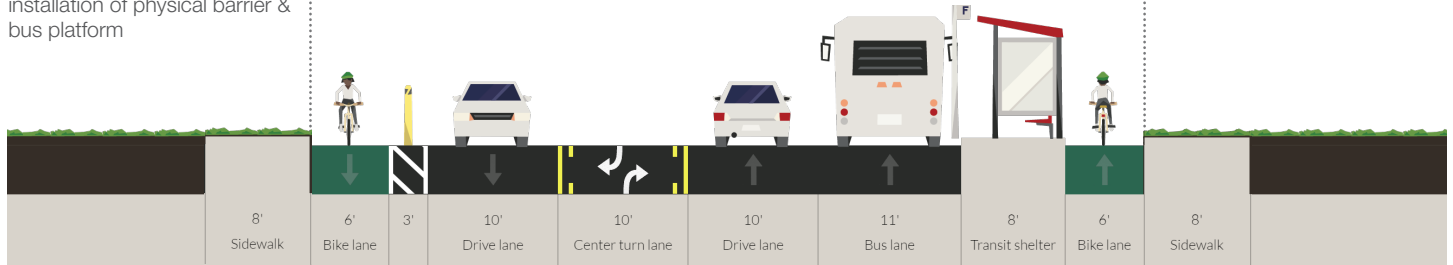 installation of physical barrier &
bus platform
F
8' 6' 3' 10' 10' 10' 11' 8' 6' 8'
Sidewalk Bike lane Drive lane Center turn lane Drive lane Bus lane Transit shelter Bike lane Sidewalk